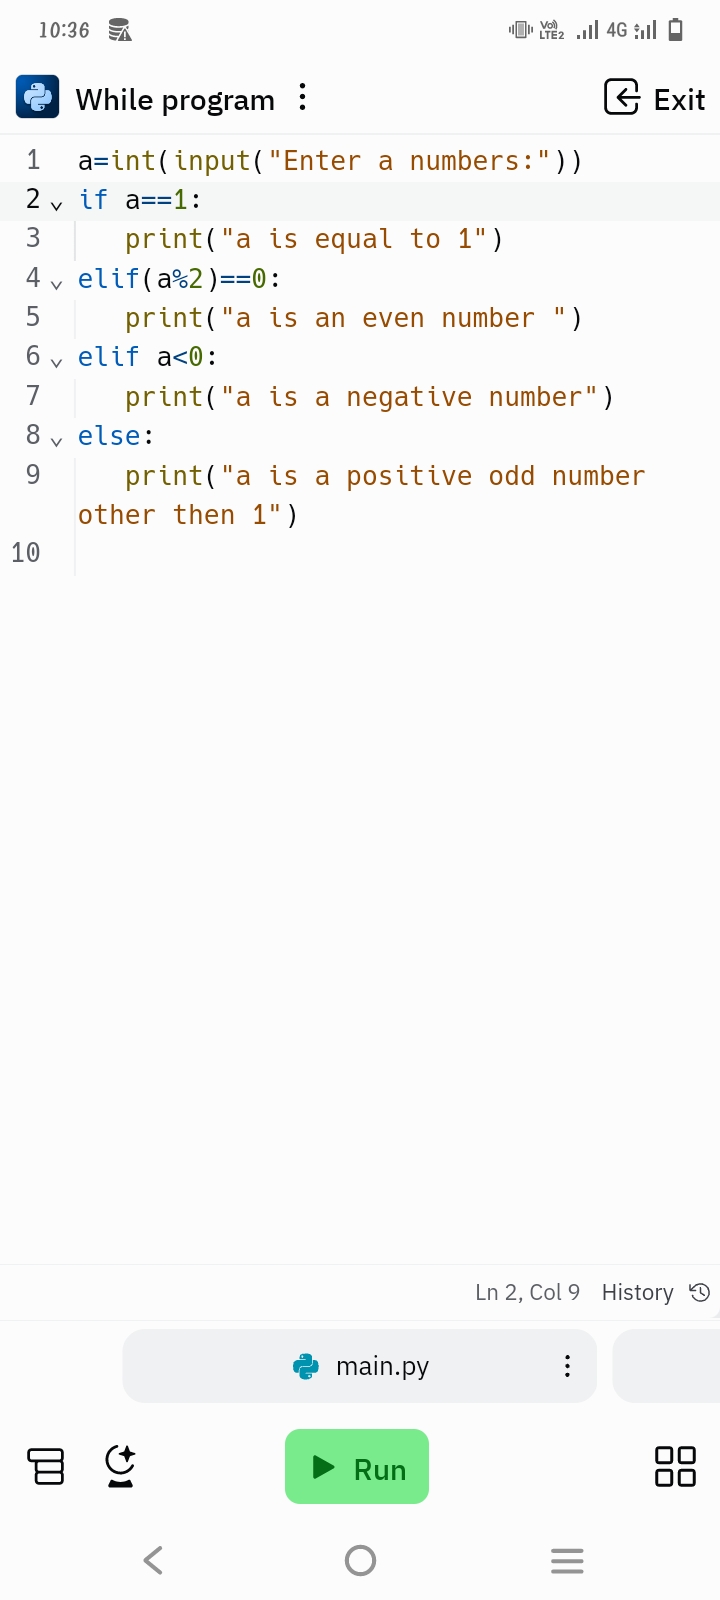 10:36 Vo) LTE2 4G
While program Exit
1 a=int(input("Enter a numbers:"))
2 if a==1:
3    print("a is equal to 1")
4 elif(a%2)==0:
5    print("a is an even number ")
6 elif a<0:
7    print("a is a negative number")
8 else:
9    print("a is a positive odd number
other then 1")
10
Ln 2, Col 9 History
main.py
Run